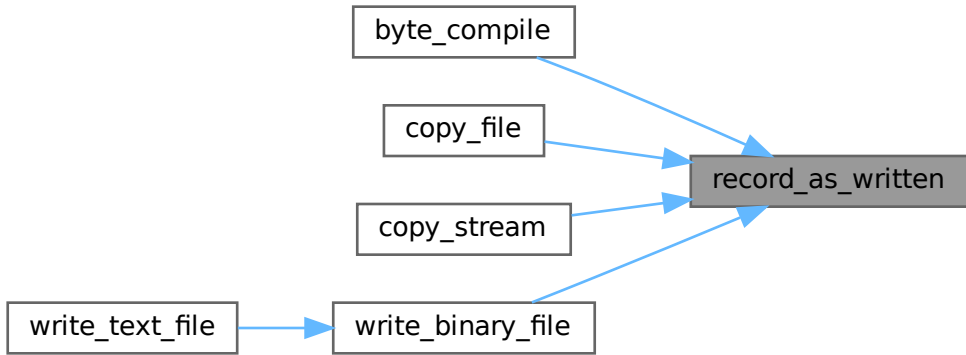 byte_compile
copy_file
record_as_written
copy_stream
write_text_file
write_binary_file